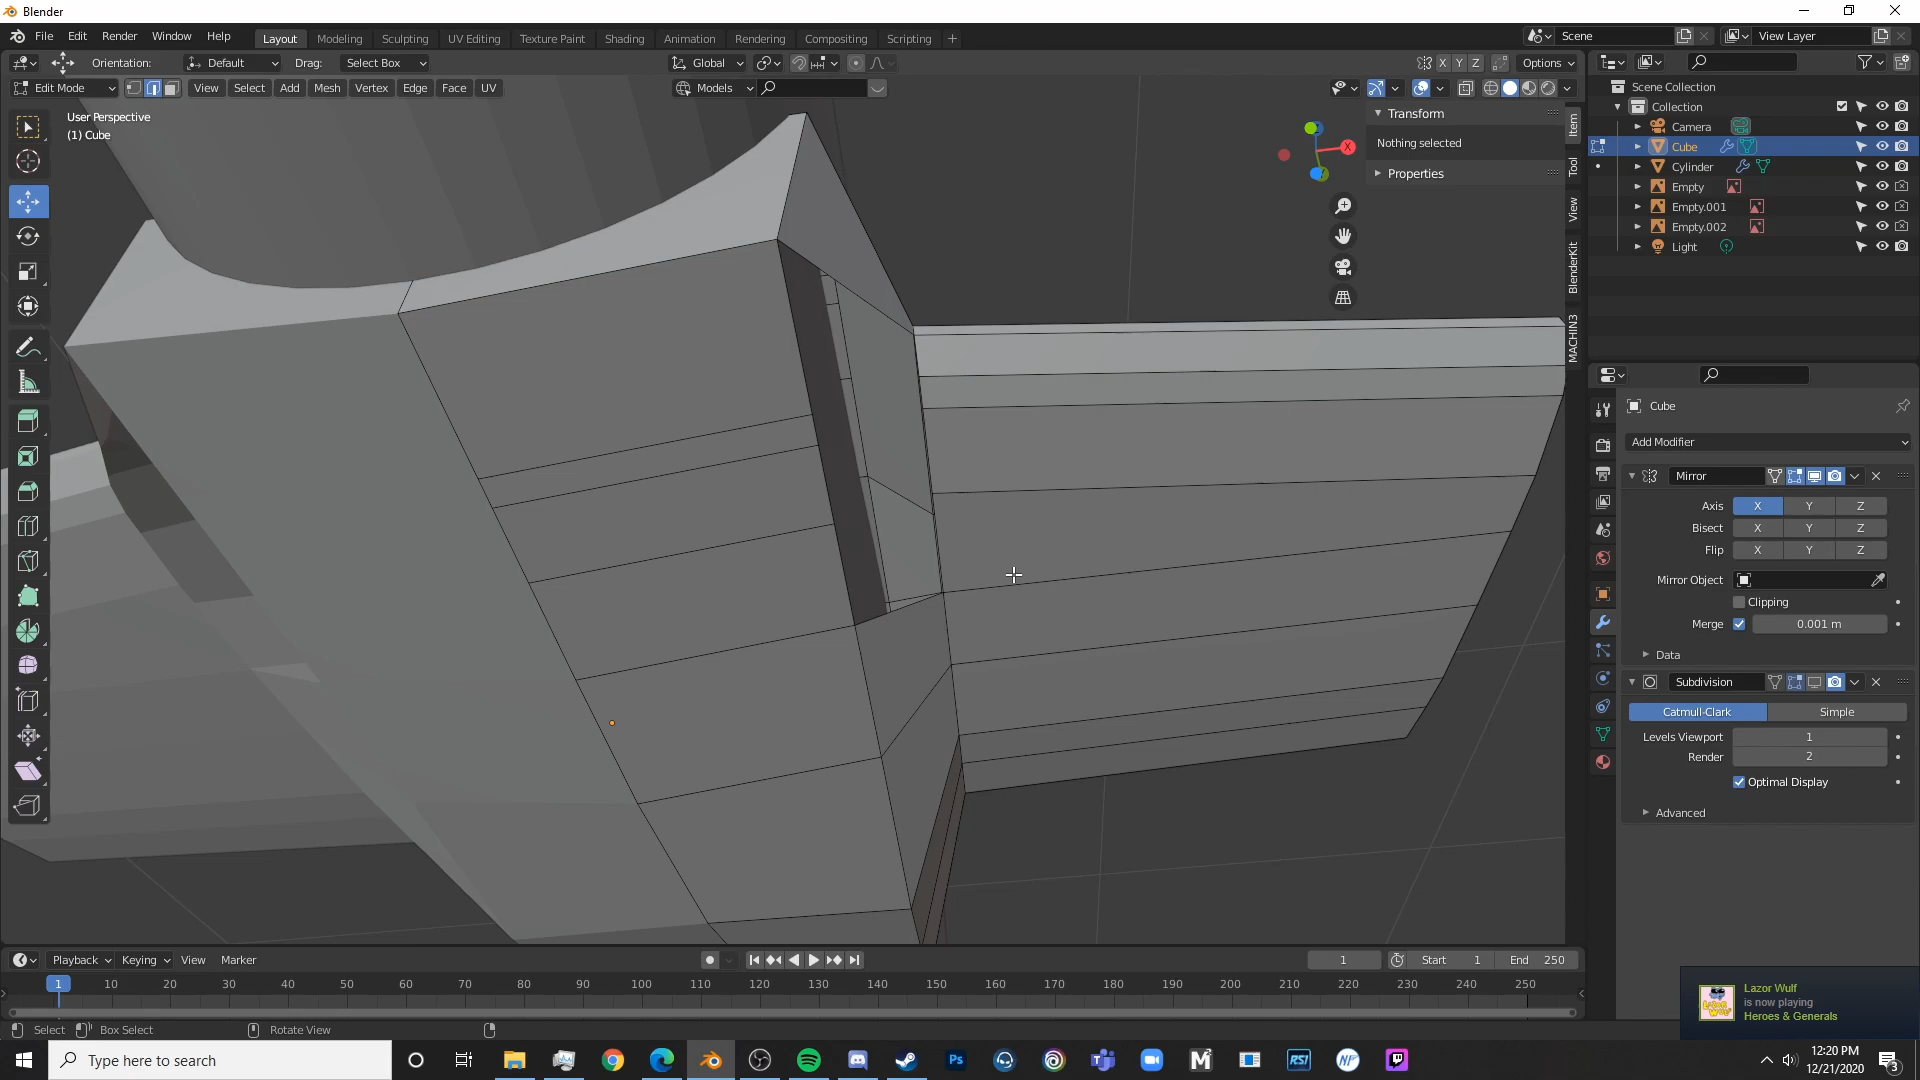 Blender
File Edit Render Window Help
Layout Modeling Sculpting UV Editing Texture Paint Shading Animation Rendering Compositing Scripting +
Scene
View Layer
Orientation: Default Drag: Select Box
Global
X Y Z Options
Edit Mode View Select Add Mesh Vertex Edge Face UV
Models
User Perspective
(1) Cube
Transform
Nothing selected
Properties
X
Item
Tool
View
BlenderKit
MACHIN3
Scene Collection
Collection
Camera
Cube
Cylinder
Empty
Empty.001
Empty.002
Light
Cube
Add Modifier
Mirror
Axis X Y Z
Bisect X Y Z
Flip X Y Z
Mirror Object
Clipping
Merge 0.001 m
Data
Subdivision
Catmull-Clark Simple
Levels Viewport 1
Render 2
Optimal Display
Advanced
Playback Keying View Marker
1 Start 1 End 250
1 10 20 30 40 50 60 70 80 90 100 110 120 130 140 150 160 170 180 190 200 210 220 230 240 250
Select Box Select Rotate View
Lazor Wulf
is now playing
Heroes & Generals
Type here to search
Ps
RSI
NP
12:20 PM
12/21/2020
3